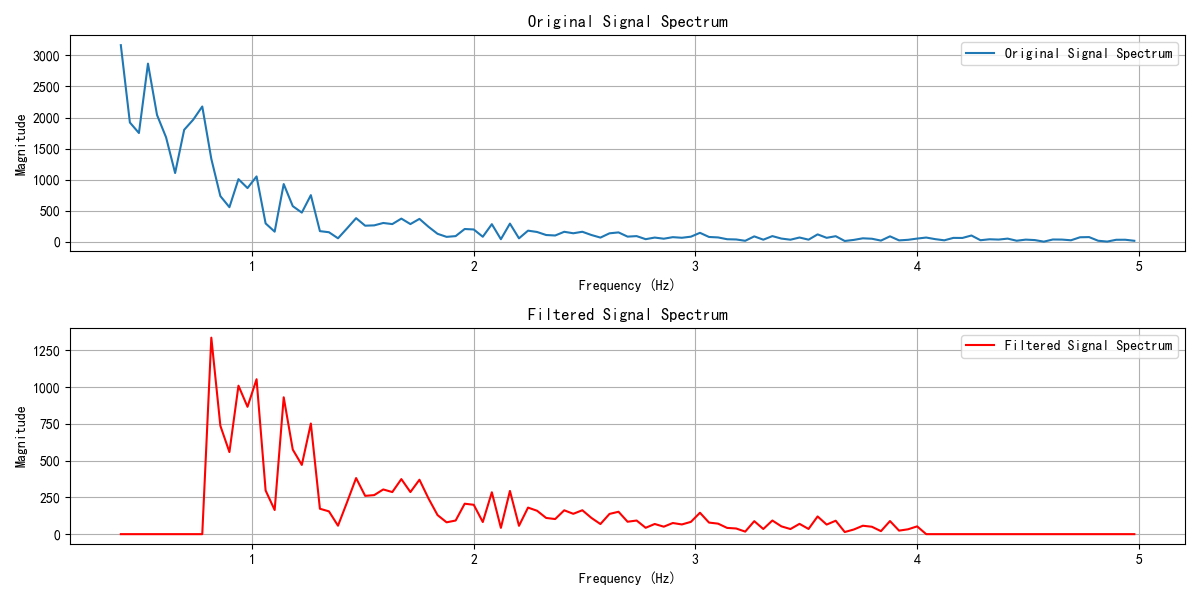 Original Signal Spectrum
Original Signal Spectrum
Magnitude
3000
2500
2000
1500
1000
500
0
1 2 3 4 5
Frequency (Hz)
Filtered Signal Spectrum
Filtered Signal Spectrum
Magnitude
1250
1000
750
500
250
0
1 2 3 4 5
Frequency (Hz)